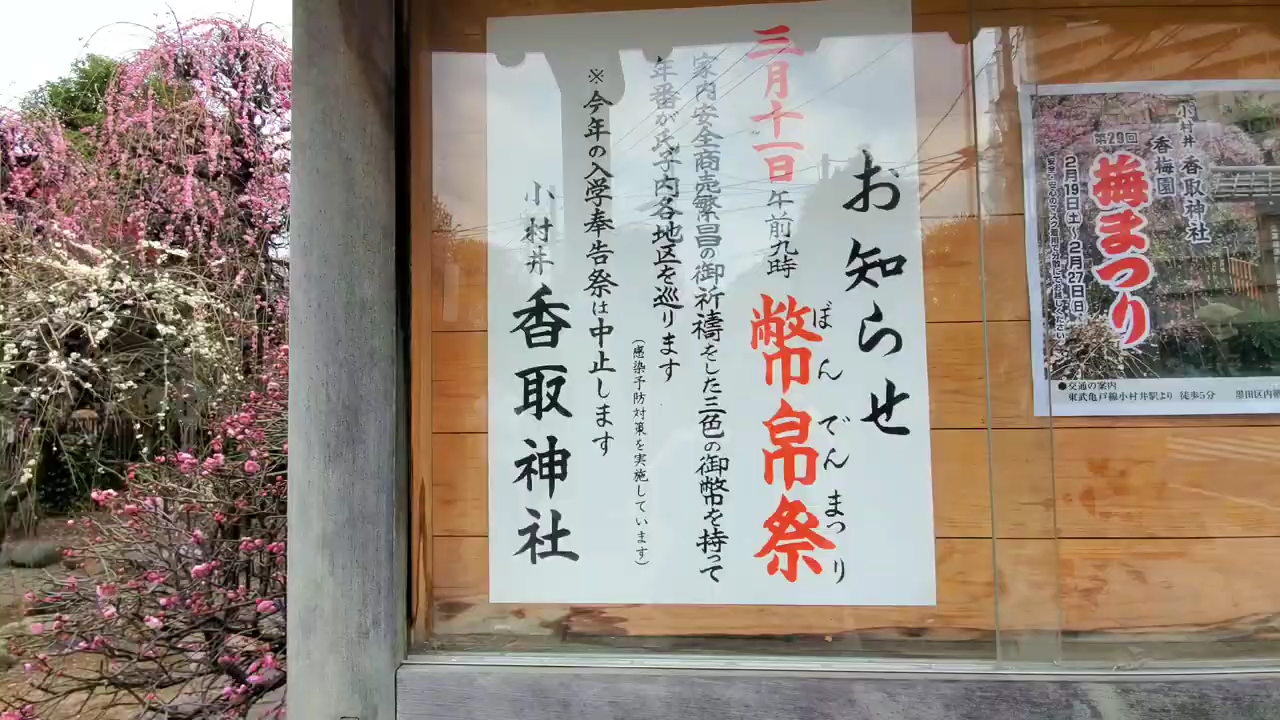 お知らせ
三月十一日午前九時 幣帛祭
ぼんでんまつり
家内安全商売繁昌の御祈禱をした三色の御幣を持って
年番が氏子内各地区を巡ります
(感染予防対策を実施しています)
※今年の入学奉告祭は中止します
小村井 香取神社
小村井 香取神社
香梅園
第29回
梅まつり
2月19日土~2月27日日
●交通の案内
東武亀戸線小村井駅より 徒歩5分
墨田区内